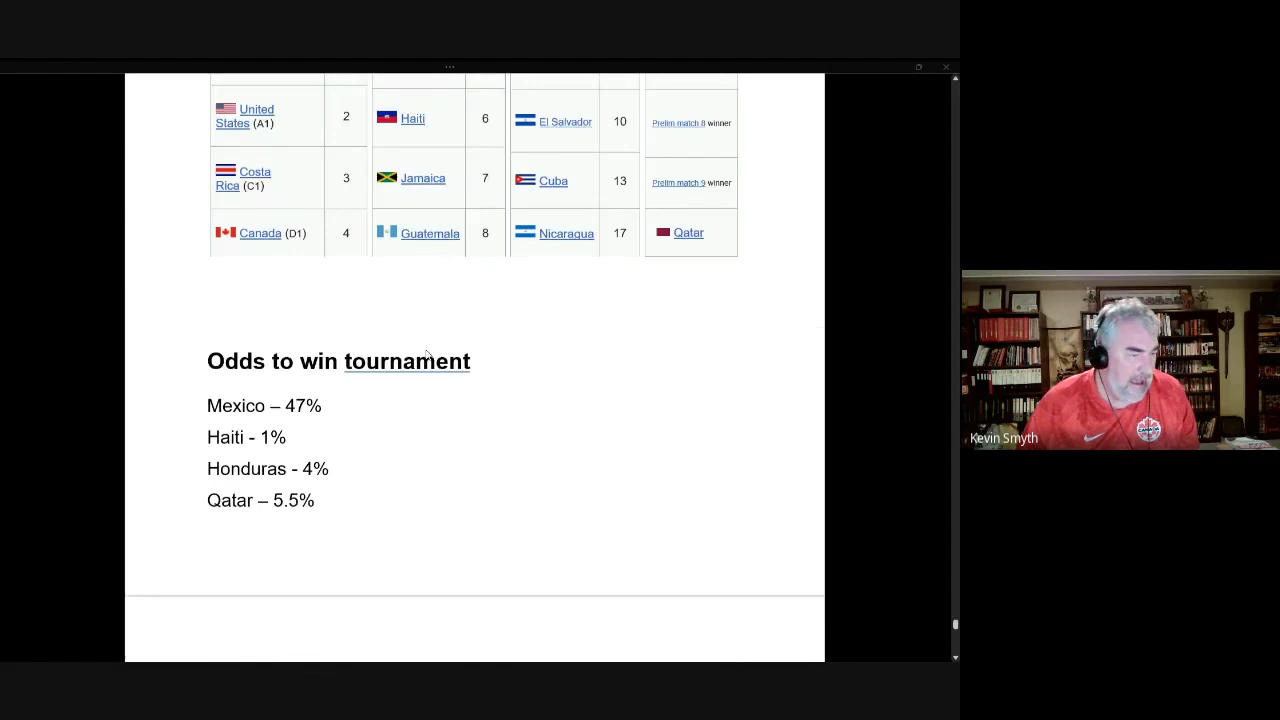 ...
United
States (A1)
2
Haiti
6
El Salvador
10
Prelim match 8 winner
Costa
Rica (C1)
3
Jamaica
7
Cuba
13
Prelim match 9 winner
Canada (D1)
4
Guatemala
8
Nicaragua
17
Qatar
Odds to win tournament
Mexico – 47%
Haiti - 1%
Honduras - 4%
Qatar – 5.5%
Kevin Smyth
CANADA